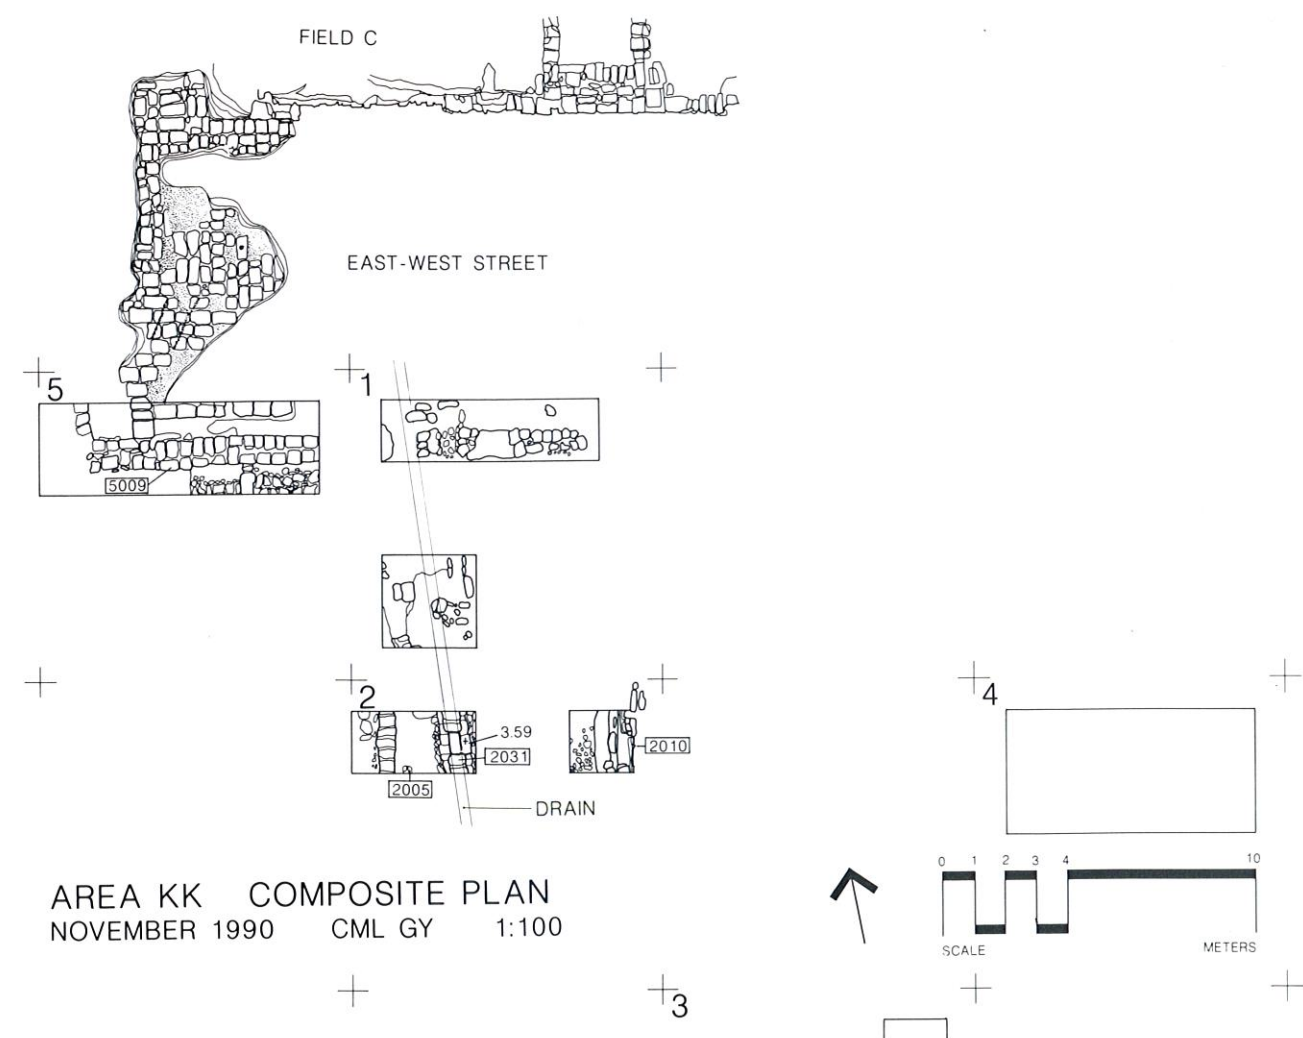 FIELD C
EAST-WEST STREET
5
1
5009
2
3.59
2031
2010
2005
DRAIN
4
AREA KK COMPOSITE PLAN
NOVEMBER 1990 CML GY 1:100
0 1 2 3 4 10
SCALE METERS
3